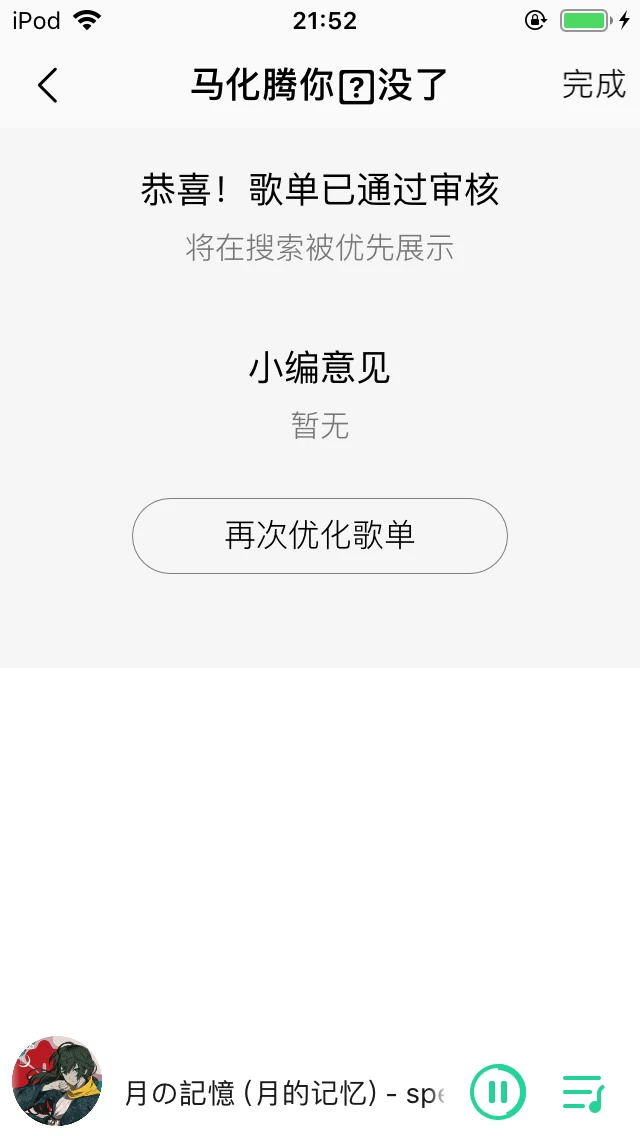 iPod 21:52
马化腾你⍰没了 完成
恭喜！歌单已通过审核
将在搜索被优先展示
小编意见
暂无
再次优化歌单
月の記憶 (月的记忆) - spe